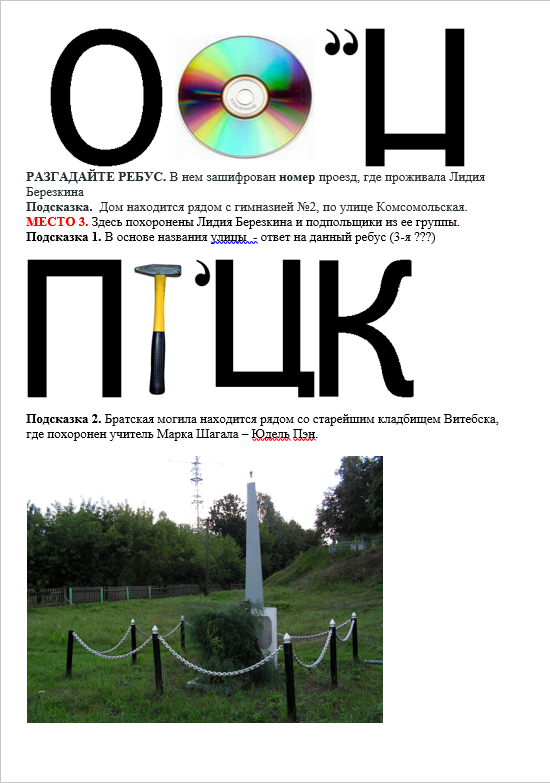 О ,, Н
РАЗГАДАЙТЕ РЕБУС. В нем зашифрован номер проезд, где проживала Лидия
Березкина
Подсказка. Дом находится рядом с гимназией №2, по улице Комсомольская.
МЕСТО 3. Здесь похоронены Лидия Березкина и подпольщики из ее группы.
Подсказка 1. В основе названия улицы - ответ на данный ребус (3-я ???)
П , ЦК
Подсказка 2. Братская могила находится рядом со старейшим кладбищем Витебска,
где похоронен учитель Марка Шагала – Юдель Пэн.